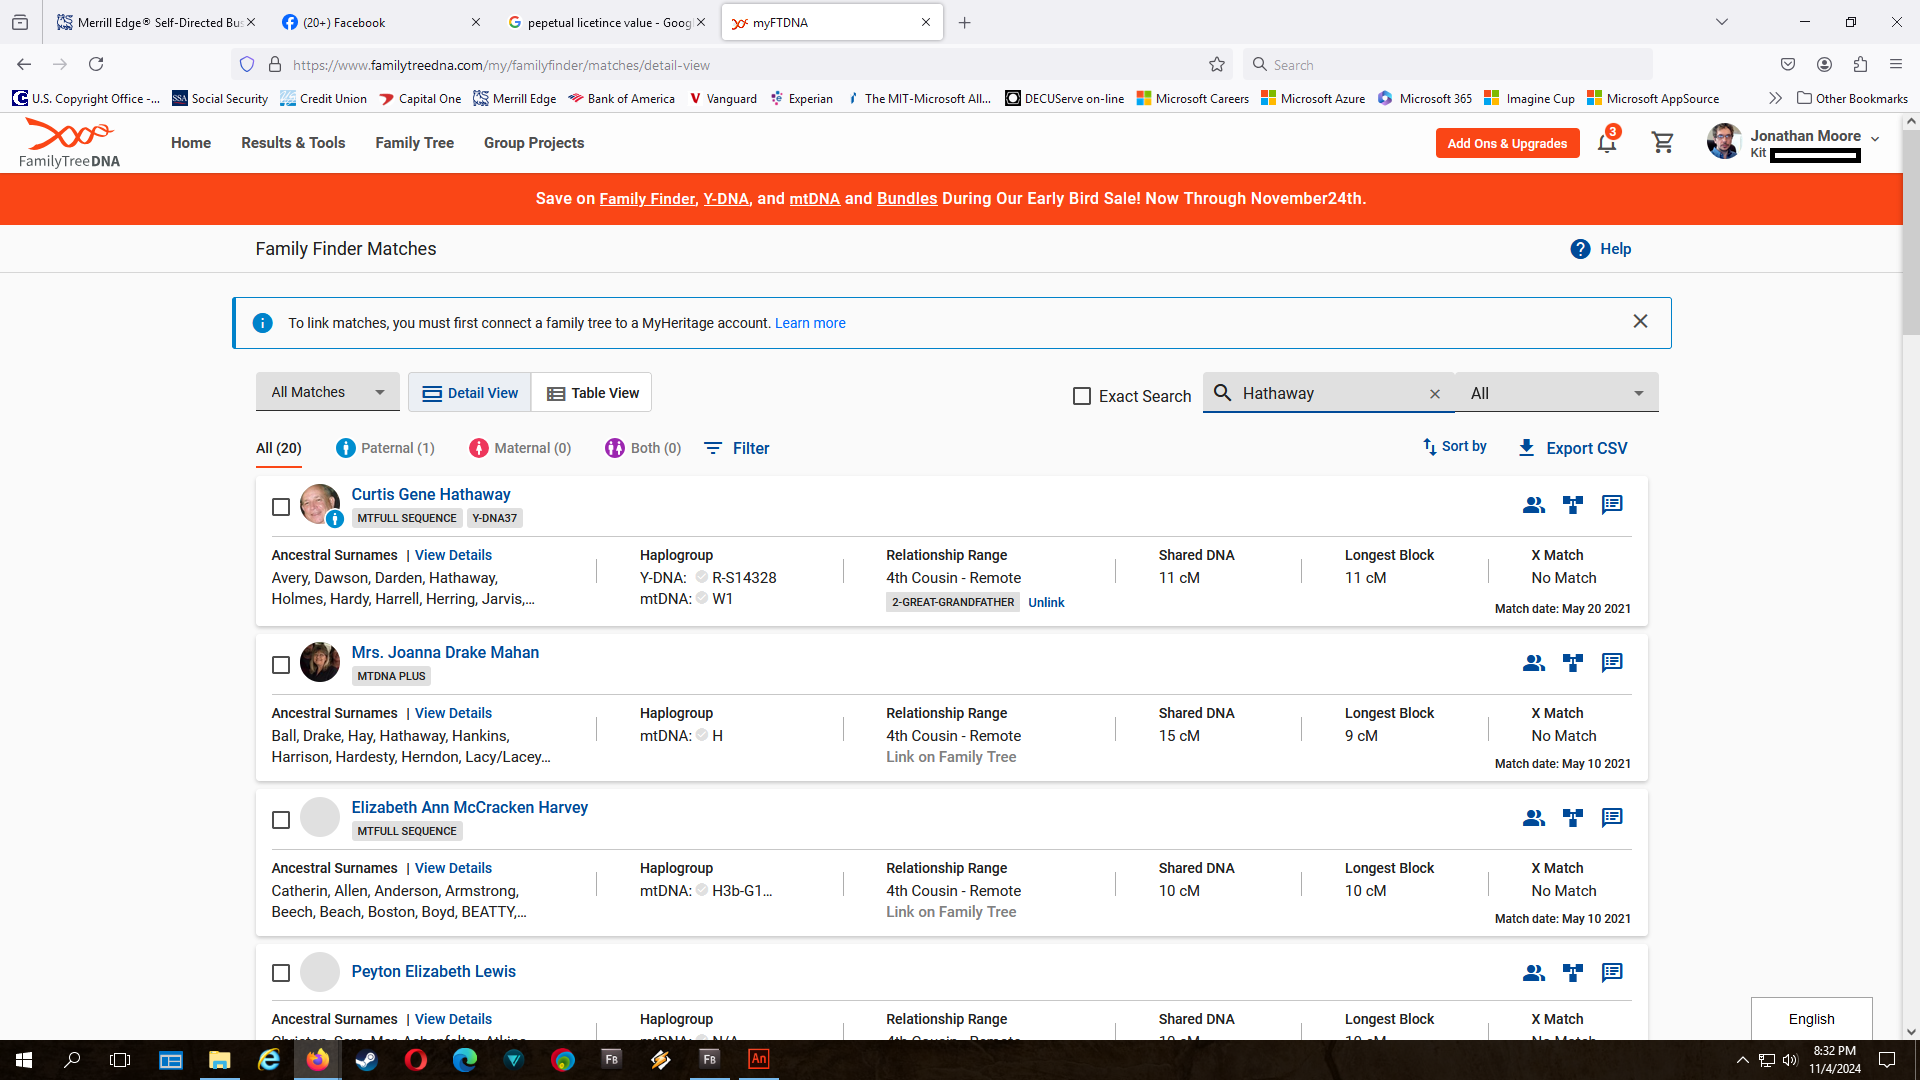 Merrill Edge® Self-Directed Bus
(20+) Facebook
pepetual licetince value - Goog
myFTDNA
https://www.familytreedna.com/my/familyfinder/matches/detail-view
Search
U.S. Copyright Office -...
Social Security
Credit Union
Capital One
Merrill Edge
Bank of America
Vanguard
Experian
The MIT-Microsoft All...
DECUServe on-line
Microsoft Careers
Microsoft Azure
Microsoft 365
Imagine Cup
Microsoft AppSource
Other Bookmarks
FamilyTreeDNA
Home
Results & Tools
Family Tree
Group Projects
Add Ons & Upgrades
3
Jonathan Moore
Kit
Save on Family Finder, Y-DNA, and mtDNA and Bundles During Our Early Bird Sale! Now Through November24th.
Family Finder Matches
Help
To link matches, you must first connect a family tree to a MyHeritage account. Learn more
All Matches
Detail View
Table View
Exact Search
Hathaway
All
All (20)
Paternal (1)
Maternal (0)
Both (0)
Filter
Sort by
Export CSV
Curtis Gene Hathaway
MTFULL SEQUENCE Y-DNA37
Ancestral Surnames | View Details
Avery, Dawson, Darden, Hathaway,
Holmes, Hardy, Harrell, Herring, Jarvis,...
Haplogroup
Y-DNA: R-S14328
mtDNA: W1
Relationship Range
4th Cousin - Remote
2-GREAT-GRANDFATHER Unlink
Shared DNA
11 cM
Longest Block
11 cM
X Match
No Match
Match date: May 20 2021
Mrs. Joanna Drake Mahan
MTDNA PLUS
Ancestral Surnames | View Details
Ball, Drake, Hay, Hathaway, Hankins,
Harrison, Hardesty, Herndon, Lacy/Lacey...
Haplogroup
mtDNA: H
Relationship Range
4th Cousin - Remote
Link on Family Tree
Shared DNA
15 cM
Longest Block
9 cM
X Match
No Match
Match date: May 10 2021
Elizabeth Ann McCracken Harvey
MTFULL SEQUENCE
Ancestral Surnames | View Details
Catherin, Allen, Anderson, Armstrong,
Beech, Beach, Boston, Boyd, BEATTY,...
Haplogroup
mtDNA: H3b-G1...
Relationship Range
4th Cousin - Remote
Link on Family Tree
Shared DNA
10 cM
Longest Block
10 cM
X Match
No Match
Match date: May 10 2021
Peyton Elizabeth Lewis
Ancestral Surnames | View Details
Haplogroup
Relationship Range
Shared DNA
Longest Block
X Match
English
FB
FB
An
8:32 PM
11/4/2024